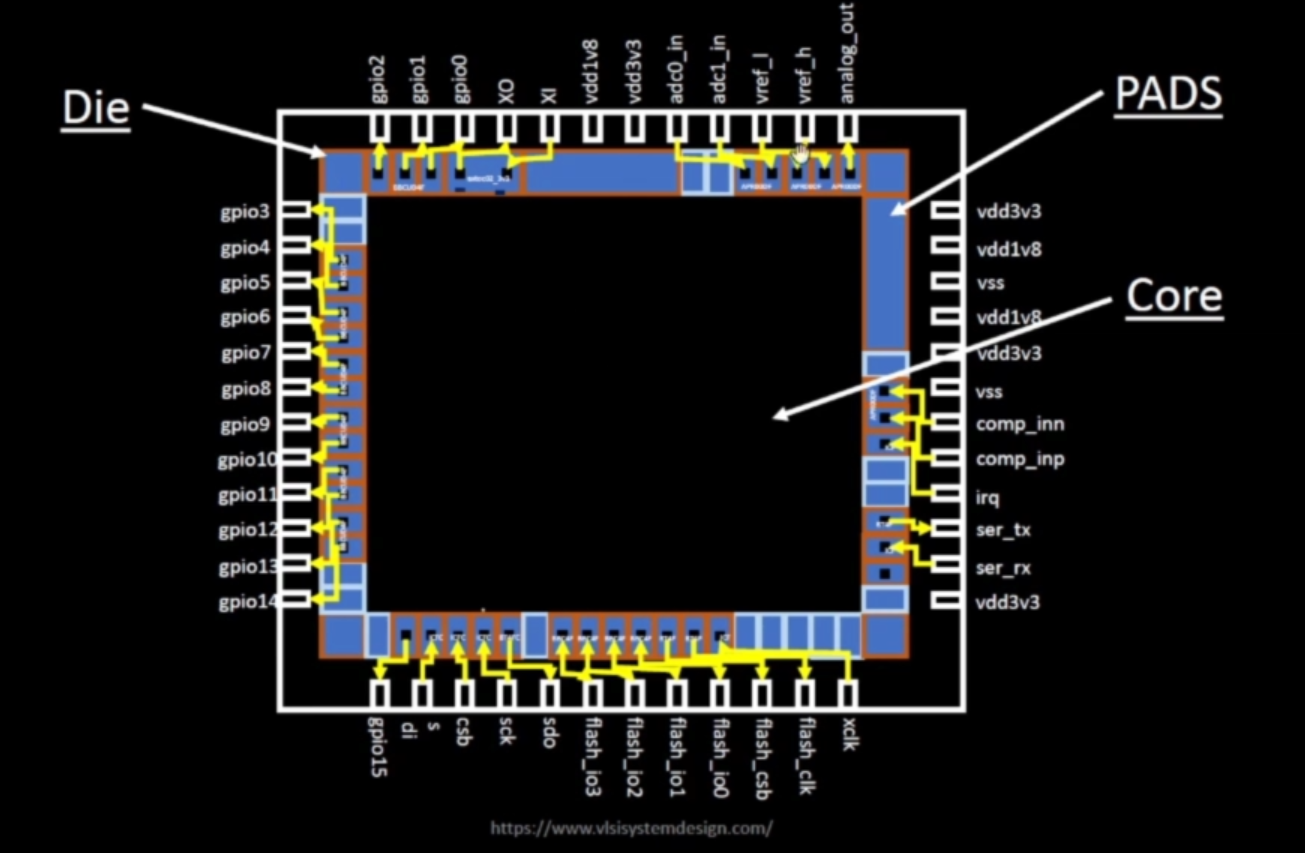 gpio2
gpio1
gpio0
XO
XI
vdd1v8
vdd3v3
adc0_in
adc1_in
vref_l
vref_h
analog_out
Die
PADS
Core
gpio3
gpio4
gpio5
gpio6
gpio7
gpio8
gpio9
gpio10
gpio11
gpio12
gpio13
gpio14
vdd3v3
vdd1v8
vss
vdd1v8
vdd3v3
vss
comp_inn
comp_inp
irq
ser_tx
ser_rx
vdd3v3
gpio15
di
s
csb
sck
sdo
flash_io3
flash_io2
flash_io1
flash_io0
flash_csb
flash_clk
xclk
https://www.vlsisystemdesign.com/